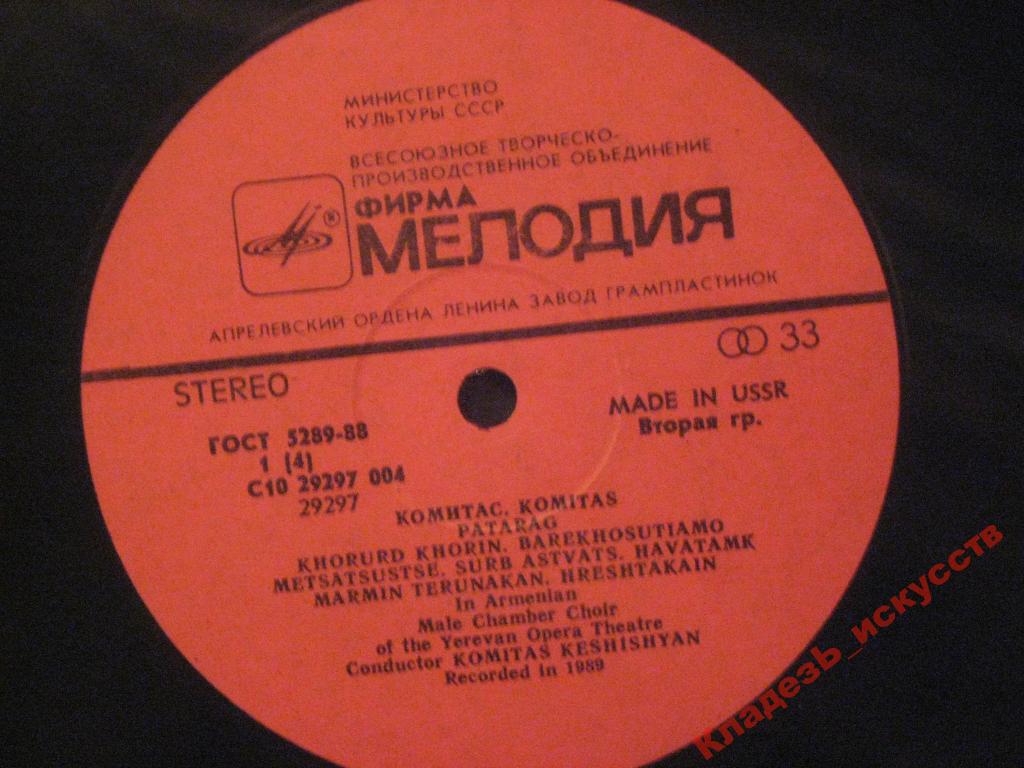 МИНИСТЕРСТВО
КУЛЬТУРЫ СССР
ВСЕСОЮЗНОЕ ТВОРЧЕСКО-
ПРОИЗВОДСТВЕННОЕ ОБЪЕДИНЕНИЕ
ФИРМА
®
МЕЛОДИЯ
АПРЕЛЕВСКИЙ ОРДЕНА ЛЕНИНА ЗАВОД ГРАМПЛАСТИНОК
33
STEREO
MADE IN USSR
Вторая гр.
ГОСТ 5289-88
1 (4)
С10 29297 004
29297
КОМИТАС. KOMITAS
PATARAG
KHORURD KHORIN. BAREKHOSUTIAMO
METSATSUSTSE. SURB ASTVATS. HAVATAMK
MARMIN TERUNAKAN. HRESHTAKAIN
In Armenian
Male Chamber Choir
of the Yerevan Opera Theatre
Conductor KOMITAS KESHISHYAN
Recorded in 1989
Кладезь_искусств